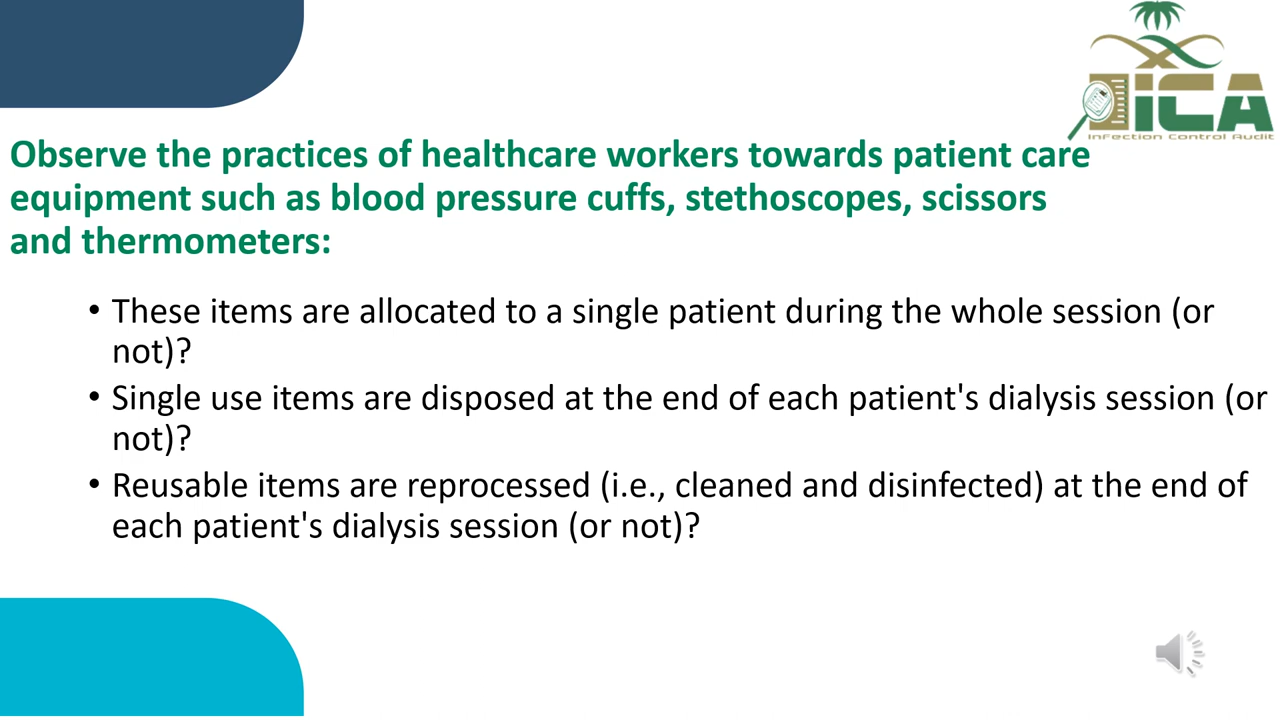 iCA
Infection Control Audit
Observe the practices of healthcare workers towards patient care
equipment such as blood pressure cuffs, stethoscopes, scissors
and thermometers:
• These items are allocated to a single patient during the whole session (or
not)?
• Single use items are disposed at the end of each patient's dialysis session (or
not)?
• Reusable items are reprocessed (i.e., cleaned and disinfected) at the end of
each patient's dialysis session (or not)?